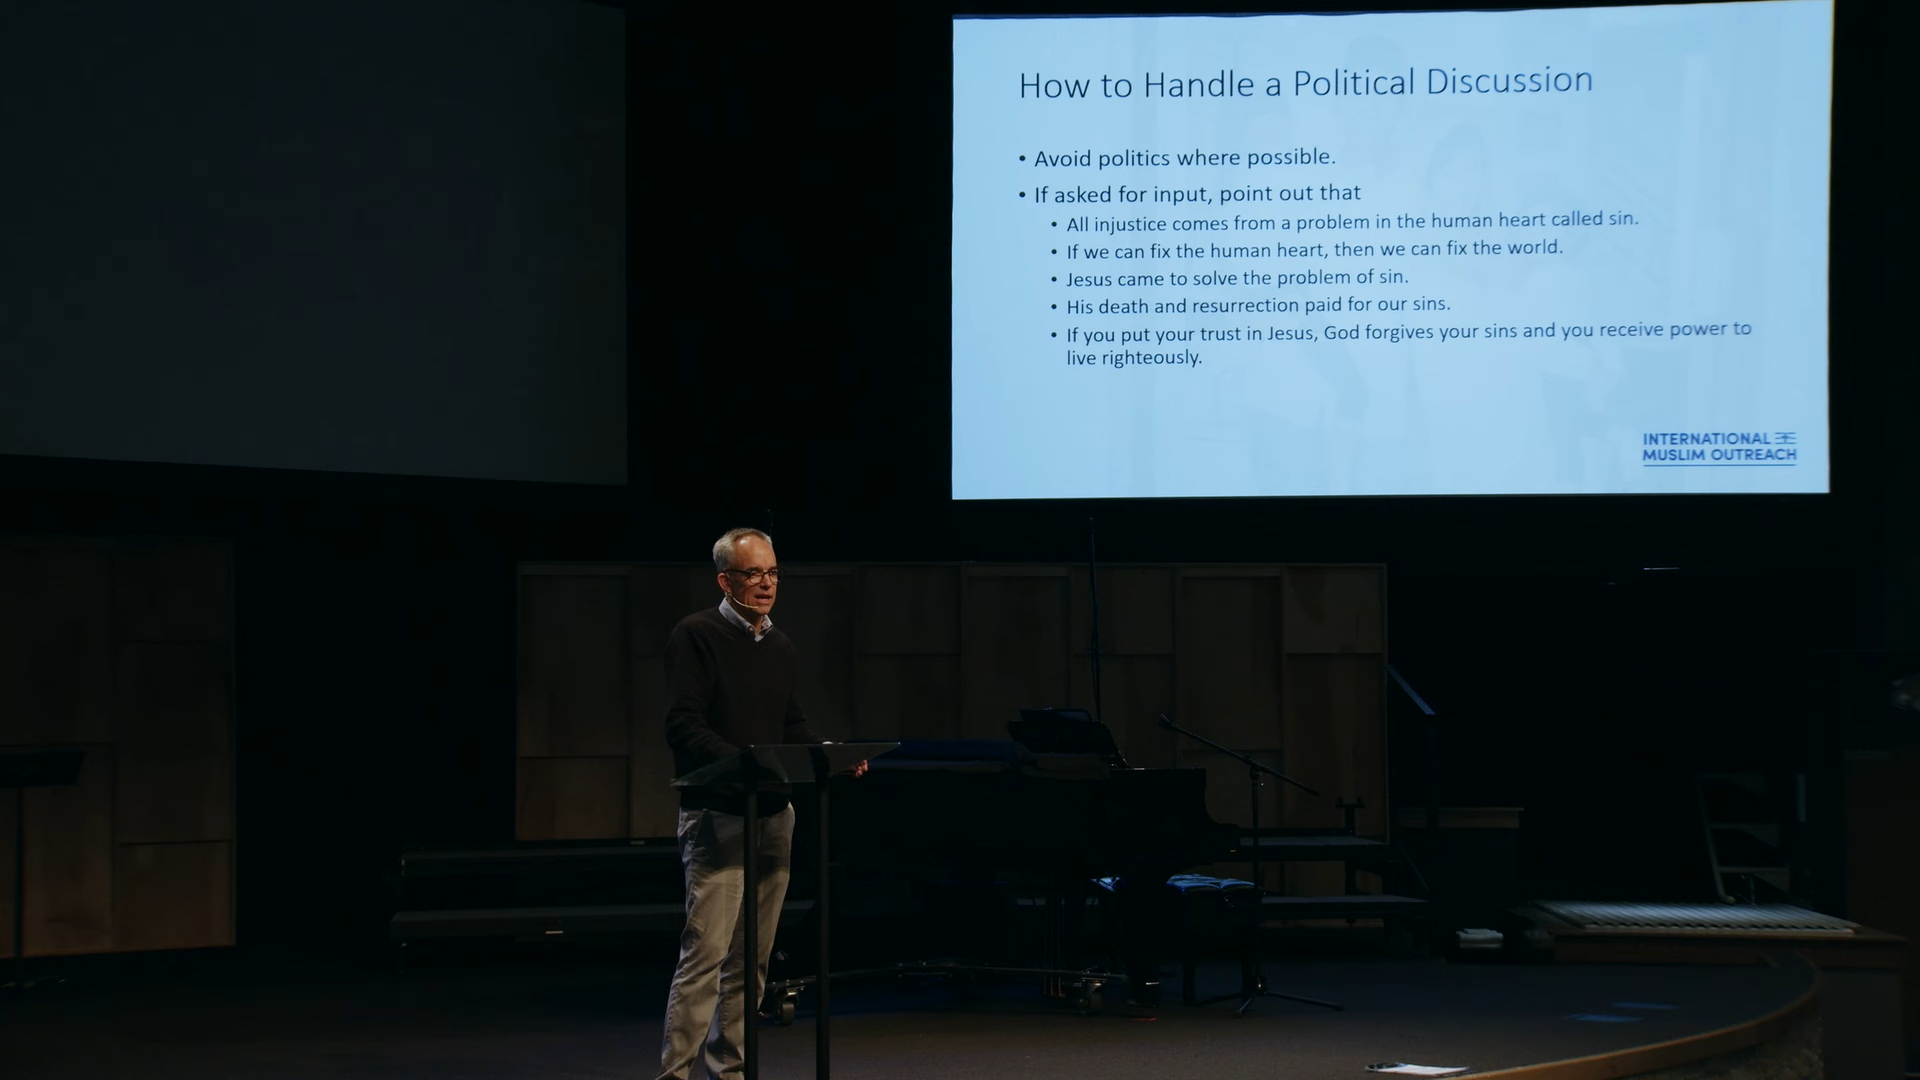 How to Handle a Political Discussion
• Avoid politics where possible.
• If asked for input, point out that
• All injustice comes from a problem in the human heart called sin.
• If we can fix the human heart, then we can fix the world.
• Jesus came to solve the problem of sin.
• His death and resurrection paid for our sins.
• If you put your trust in Jesus, God forgives your sins and you receive power to
live righteously.
INTERNATIONAL
MUSLIM OUTREACH